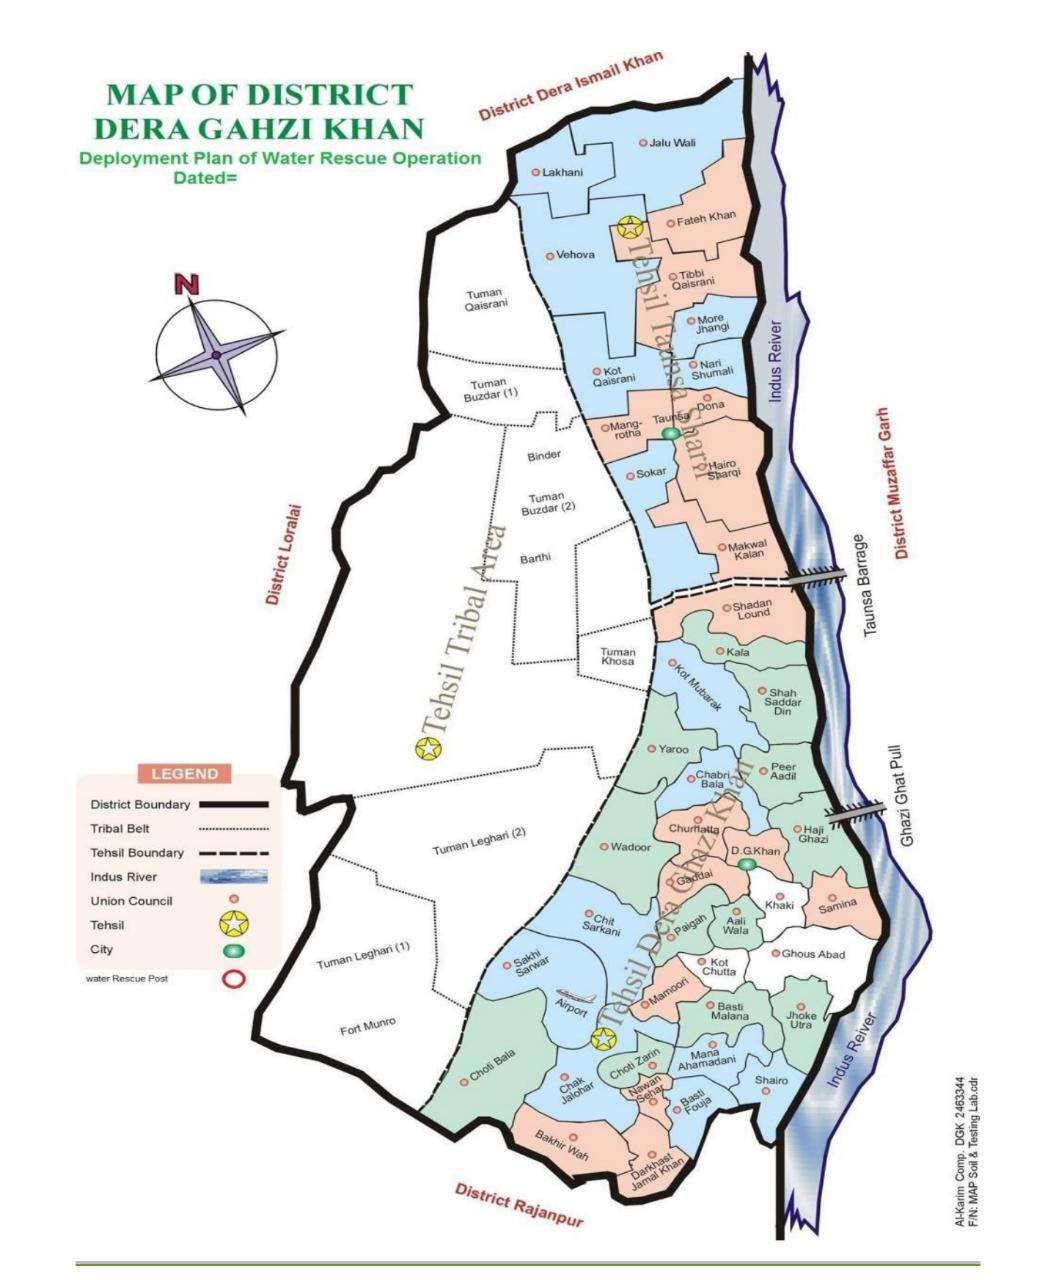 MAP OF DISTRICT
DERA GAHZI KHAN
Deployment Plan of Water Rescue Operation
Dated=
District Dera Ismail Khan
N
Jalu Wali
Lakhani
Fateh Khan
Vehova
Tibbi
Qaisrani
Tuman
Qaisrani
More
Jhangi
Indus Reiver
Kot
Qaisrani
Nari
Shumali
Tuman
Buzdar (1)
Dona
Taunsa
Mang-
rotha
Tehsil Taunsa Sharif
Binder
Sokar
Hairo
Sharqi
Tuman
Buzdar (2)
District Muzaffar Garh
District Loralai
Barthi
Makwal
Kalan
Taunsa Barrage
Tehsil Tribal Area
Shadan
Lound
Tuman
Khosa
Kala
Kot Mubarak
Shah
Saddar
Din
Yaroo
Chabri
Bala
Peer
Aadil
Ghazi Ghat Pull
LEGEND
District Boundary
Tribal Belt
Tehsil Boundary
Indus River
Union Council
Tehsil
City
water Rescue Post
Tuman Leghari (2)
Churhatta
Haji
Ghazi
Wadoor
D.G.Khan
Gaddai
Khaki
Samina
Tehsil Dera Ghazi Khan
Chit
Sarkani
Paigah
Aali
Wala
Tuman Leghari (1)
Sakhi
Sarwar
Kot
Chutta
Ghous Abad
Airport
Mamoori
Basti
Malana
Jhoke
Utra
Fort Munro
Choti Bala
Choti Zarin
Mana
Ahamadani
Indus Reiver
Chak
Jalohar
Nawan
Sehar
Basti
Fouja
Shairo
Bakhir Wah
Darkhast
Jamal Khan
District Rajanpur
Al-Karim Comp. DGK 2463344
F/N: MAP Soil & Testing Lab.cdr